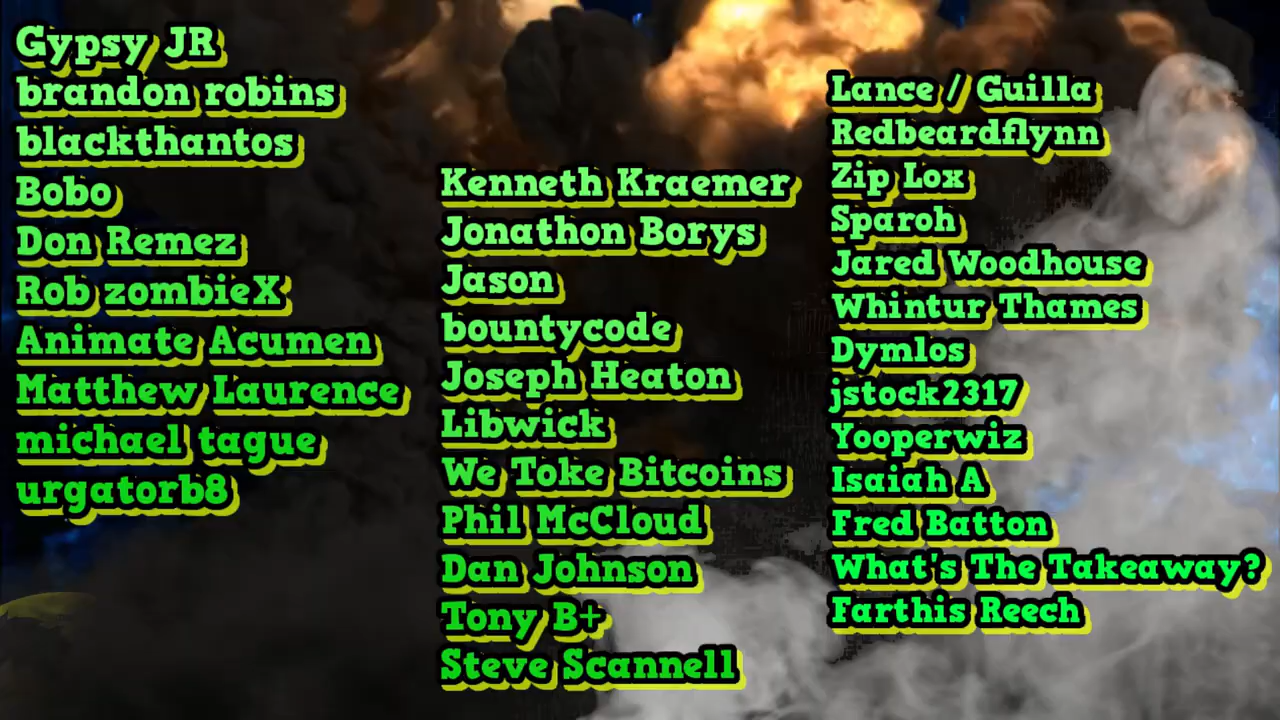 Gypsy JR
brandon robins
blackthantos
Bobo
Don Remez
Rob zombieX
Animate Acumen
Matthew Laurence
michael tague
urgatorb8
Kenneth Kraemer
Jonathon Borys
Jason
bountycode
Joseph Heaton
Libwick
We Toke Bitcoins
Phil McCloud
Dan Johnson
Tony B+
Steve Scannell
Lance / Guilla
Redbeardflynn
Zip Lox
Sparoh
Jared Woodhouse
Whintur Thames
Dymlos
jstock2317
Yooperwiz
Isaiah A
Fred Batton
What's The Takeaway?
Farthis Reech